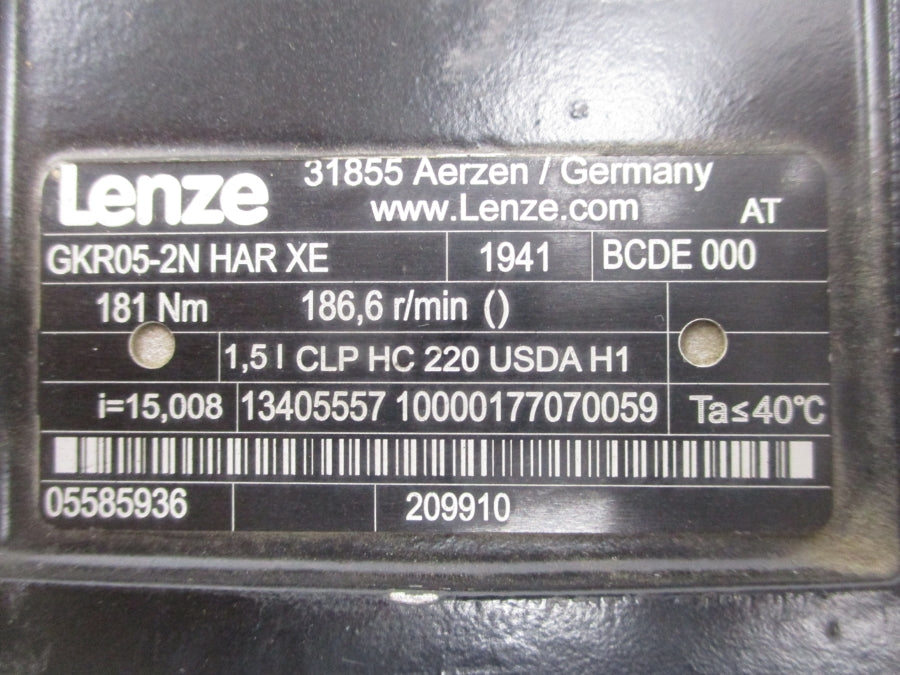 Lenze 31855 Aerzen / Germany
www.Lenze.com AT
GKR05-2N HAR XE 1941 BCDE 000
181 Nm 186,6 r/min ()
1,5 l CLP HC 220 USDA H1
i=15,008 13405557 10000177070059 Ta≤40°C
05585936 209910